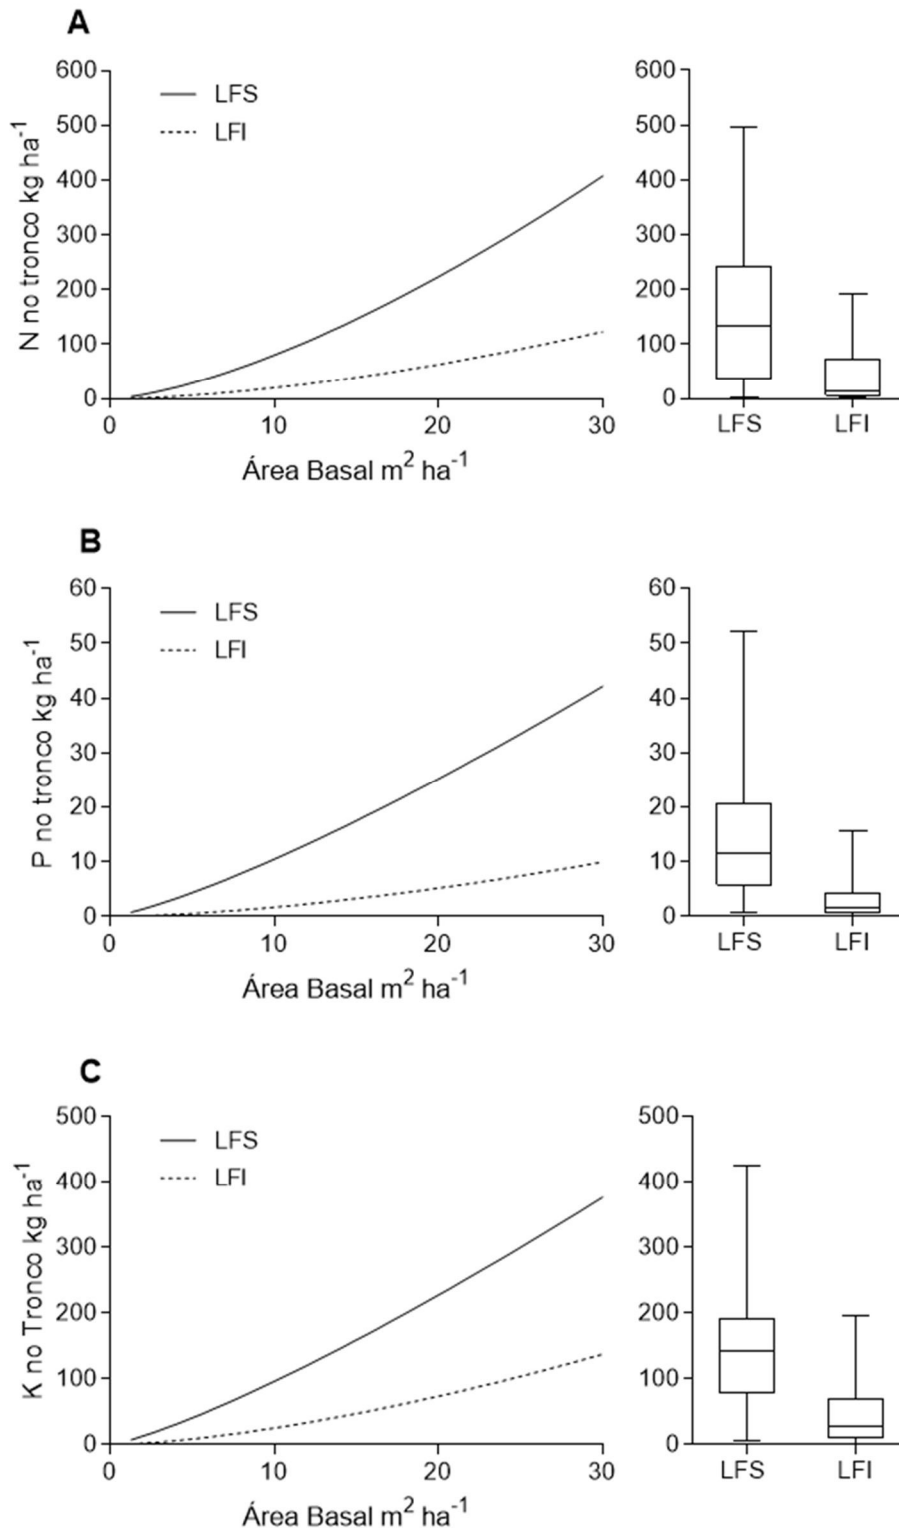 A
600
500
400
300
200
100
0
N no tronco kg ha⁻¹
LFS
LFI
0 10 20 30
Área Basal m² ha⁻¹
600
500
400
300
200
100
0
LFS LFI
B
60
50
40
30
20
10
0
P no tronco kg ha⁻¹
LFS
LFI
0 10 20 30
Área Basal m² ha⁻¹
60
50
40
30
20
10
0
LFS LFI
C
500
400
300
200
100
0
K no Tronco kg ha⁻¹
LFS
LFI
0 10 20 30
Área Basal m² ha⁻¹
500
400
300
200
100
0
LFS LFI